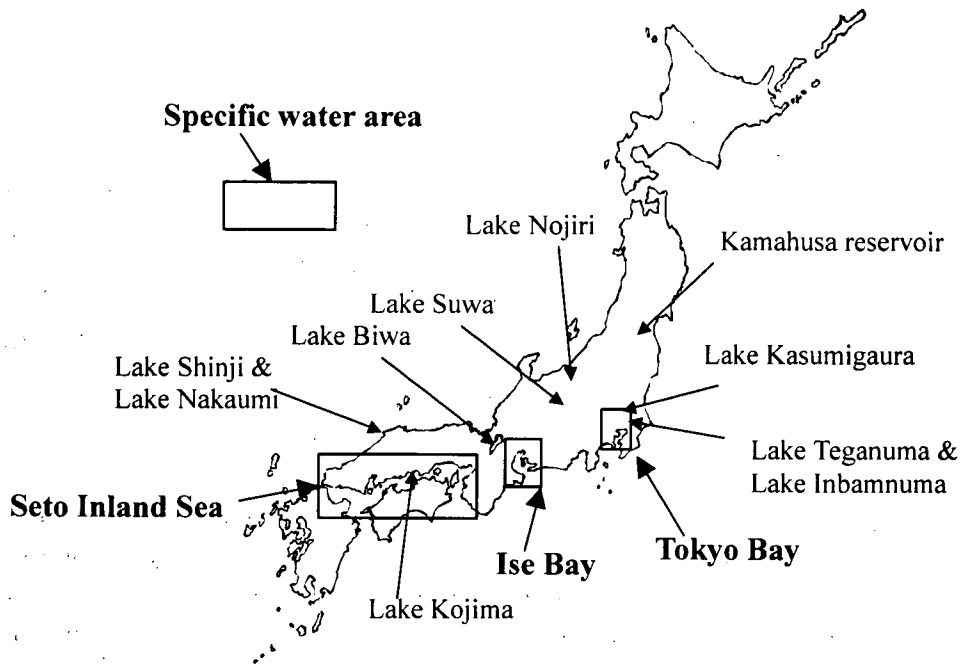 Specific water area
Lake Nojiri
Kamahusa reservoir
Lake Suwa
Lake Biwa
Lake Shinji &
Lake Nakaumi
Lake Kasumigaura
Lake Teganuma &
Lake Inbamnuma
Seto Inland Sea
Ise Bay
Tokyo Bay
Lake Kojima